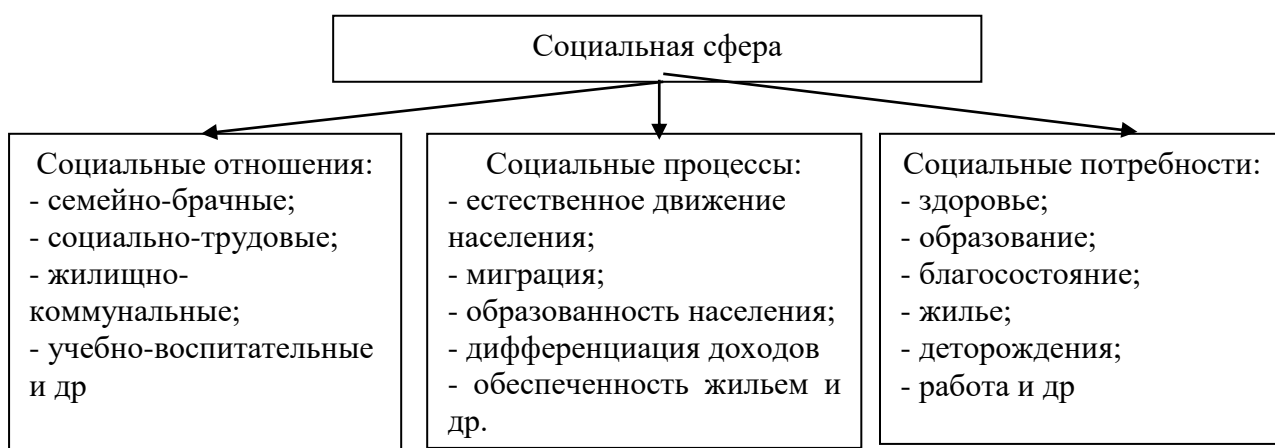 Социальная сфера
Социальные отношения:
- семейно-брачные;
- социально-трудовые;
- жилищно-
коммунальные;
- учебно-воспитательные
и др
Социальные процессы:
- естественное движение
населения;
- миграция;
- образованность населения;
- дифференциация доходов
- обеспеченность жильем и
др.
Социальные потребности:
- здоровье;
- образование;
- благосостояние;
- жилье;
- деторождения;
- работа и др